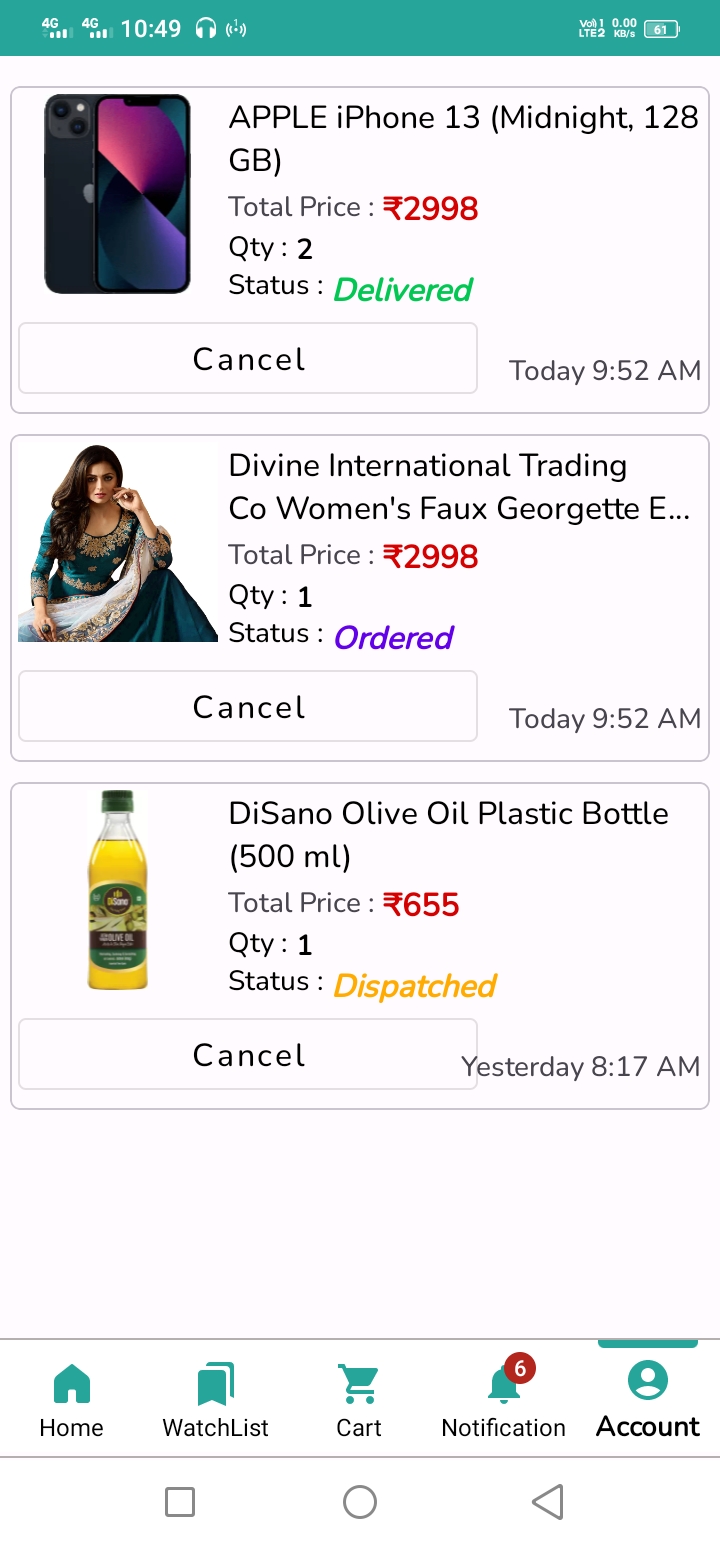 4G 4G 10:49 Vo)) 1 LTE2 0.00 KB/s 61
APPLE iPhone 13 (Midnight, 128
GB)
Total Price : ₹2998
Qty : 2
Status : Delivered
Cancel
Today 9:52 AM
Divine International Trading
Co Women's Faux Georgette E...
Total Price : ₹2998
Qty : 1
Status : Ordered
Cancel
Today 9:52 AM
DiSano Olive Oil Plastic Bottle
(500 ml)
DiSano
OLIVE OIL
Total Price : ₹655
Qty : 1
Status : Dispatched
Cancel
Yesterday 8:17 AM
6
Home WatchList Cart Notification Account